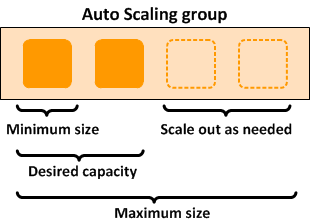 Auto Scaling group
Minimum size
Scale out as needed
Desired capacity
Maximum size